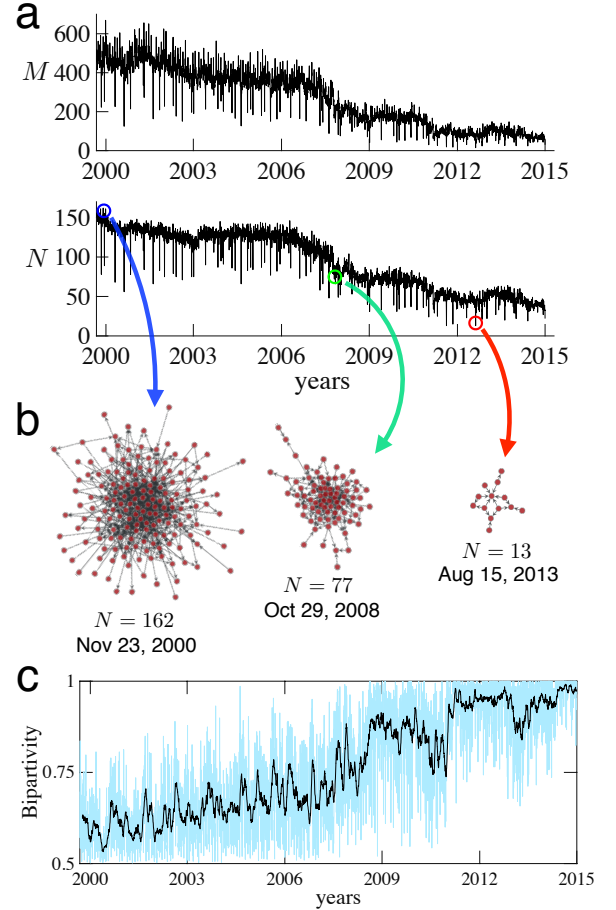 a
600
400
200
0
M
2000 2003 2006 2009 2012 2015
150
100
50
0
N
2000 2003 2006 2009 2012 2015
years
b
N = 162
Nov 23, 2000
N = 77
Oct 29, 2008
N = 13
Aug 15, 2013
c
1
0.75
0.5
Bipartivity
2000 2003 2006 2009 2012 2015
years